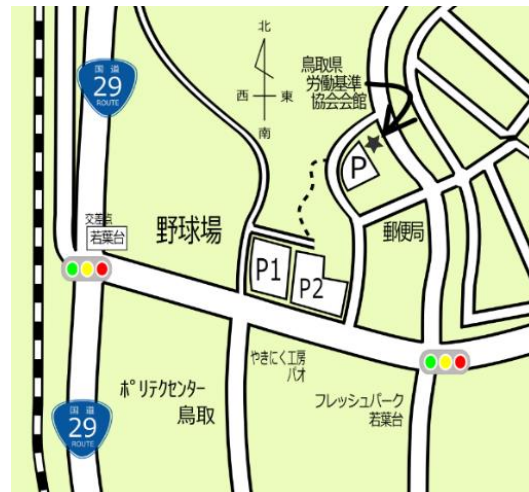 国道
29
ROUTE
北
西 東
南
鳥取県
労働基準
協会会館
P
交差点
若葉台
野球場
郵便局
P1
P2
やきにく工房
パオ
ポリテクセンター
鳥取
フレッシュパーク
若葉台
国道
29
ROUTE